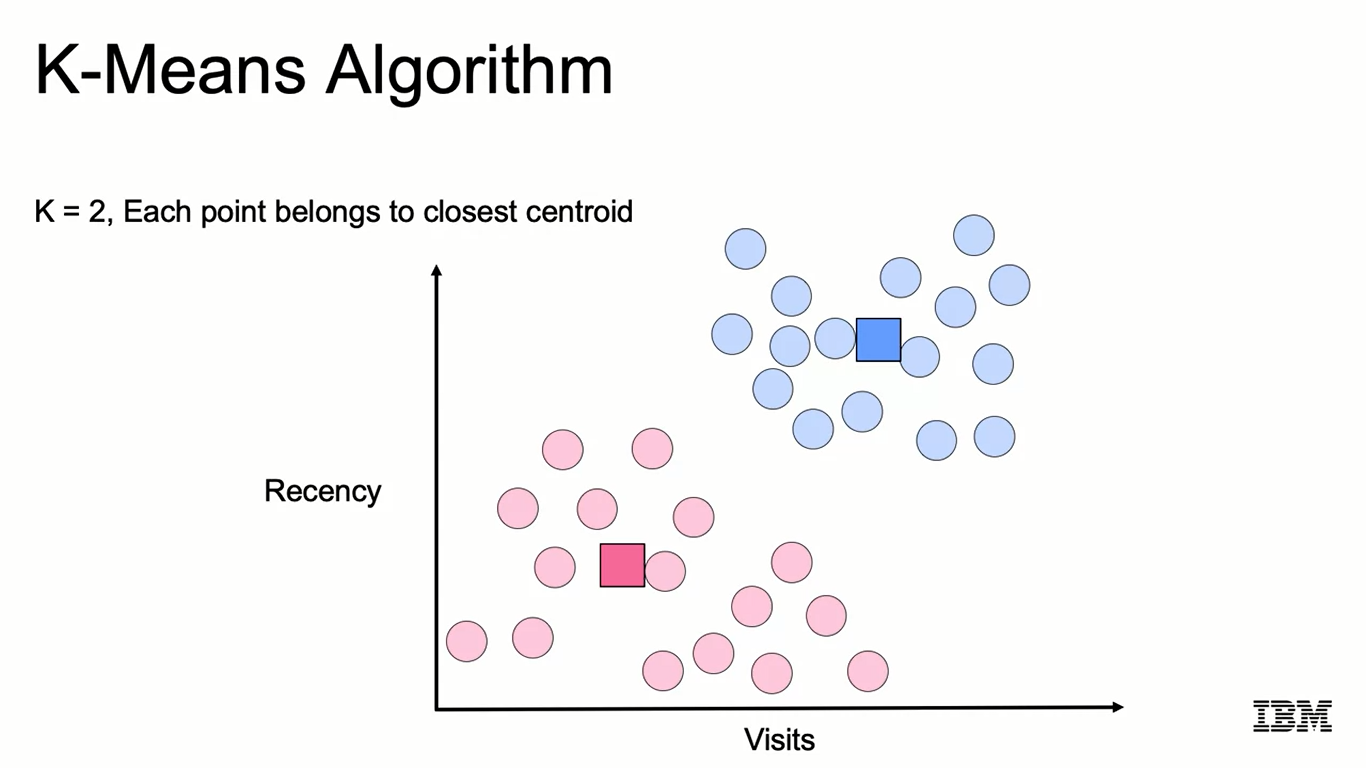 K-Means Algorithm
K = 2, Each point belongs to closest centroid
Recency
Visits
IBM